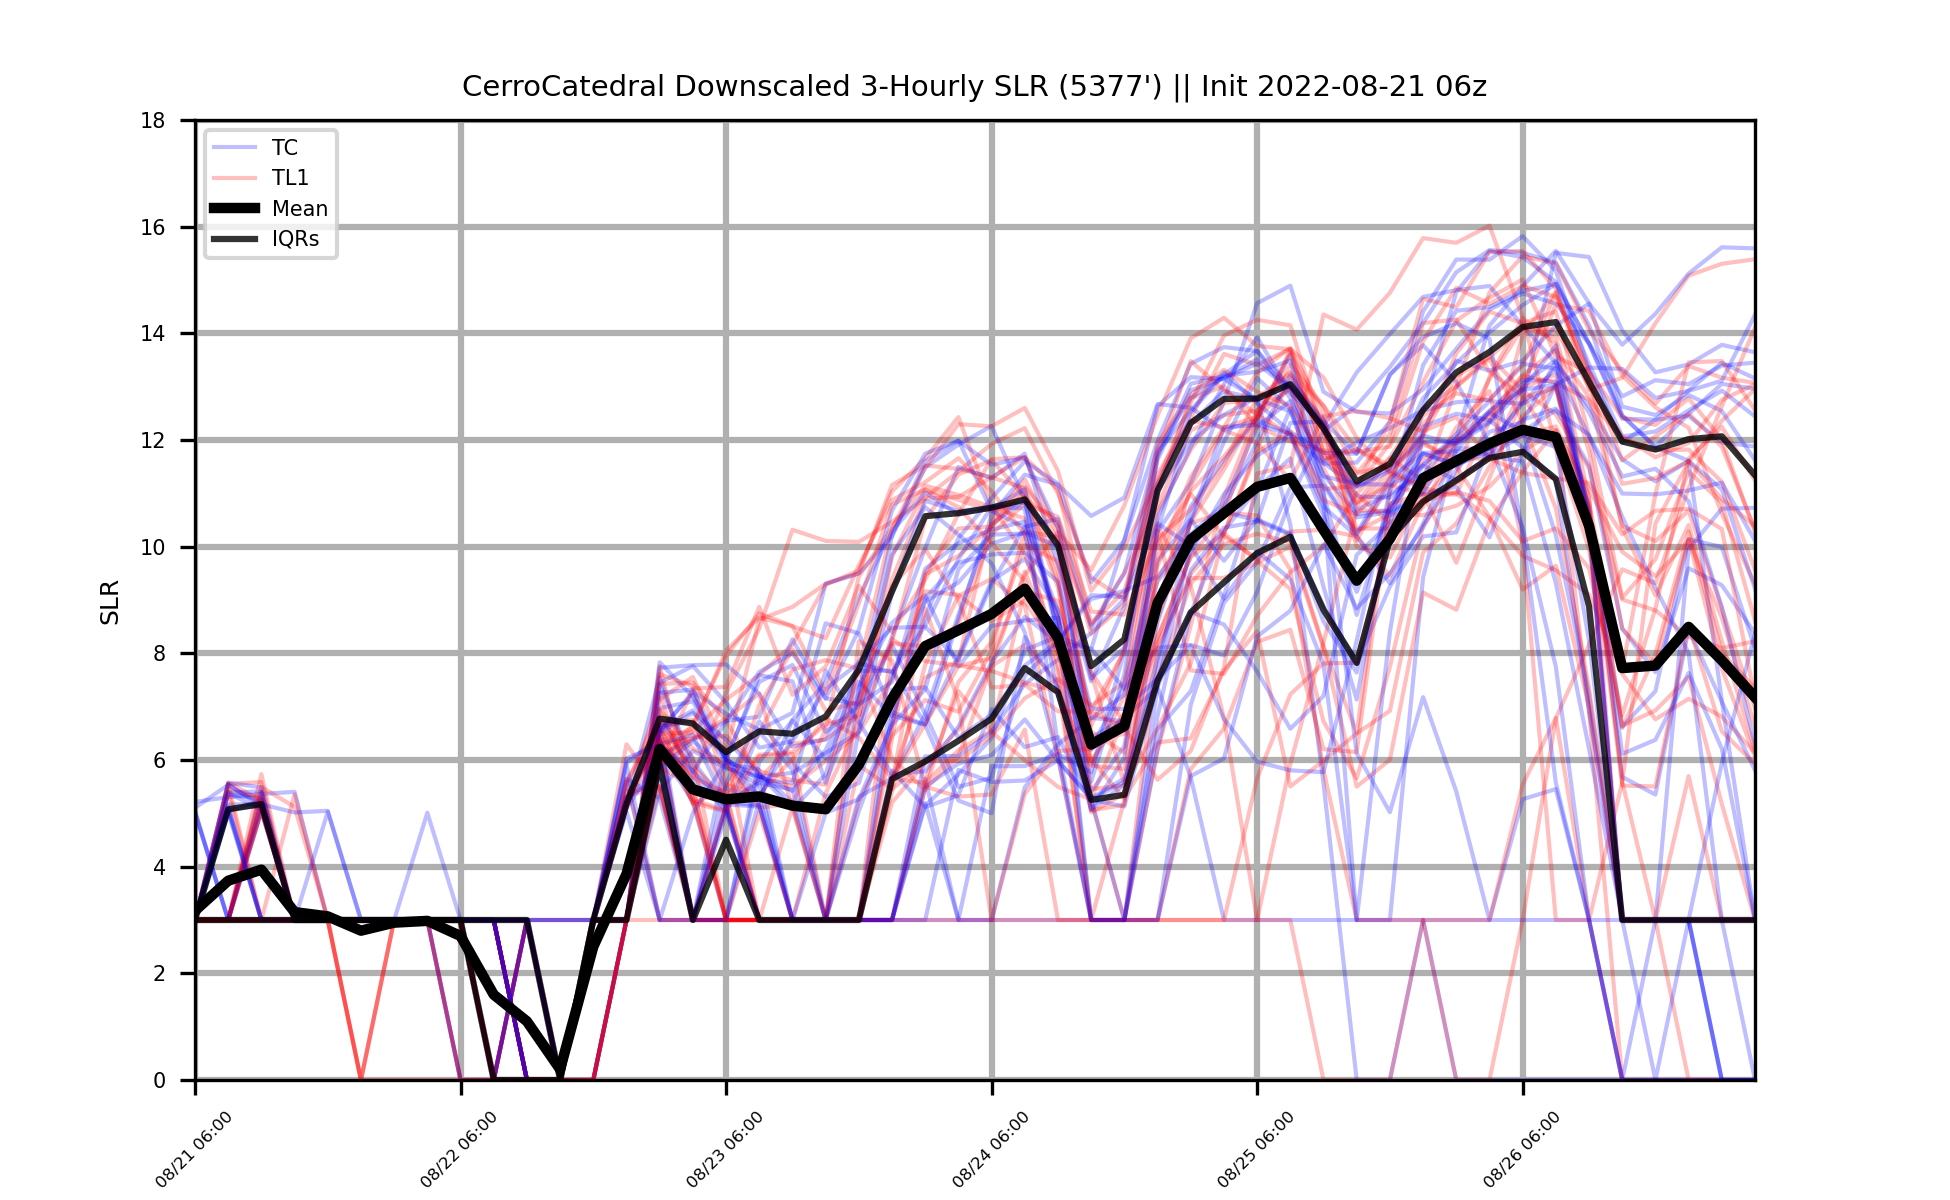 CerroCatedral Downscaled 3-Hourly SLR (5377') || Init 2022-08-21 06z
18
16
14
12
10
8
6
4
2
0
SLR
TC
TL1
Mean
IQRs
08/21 06:00
08/22 06:00
08/23 06:00
08/24 06:00
08/25 06:00
08/26 06:00